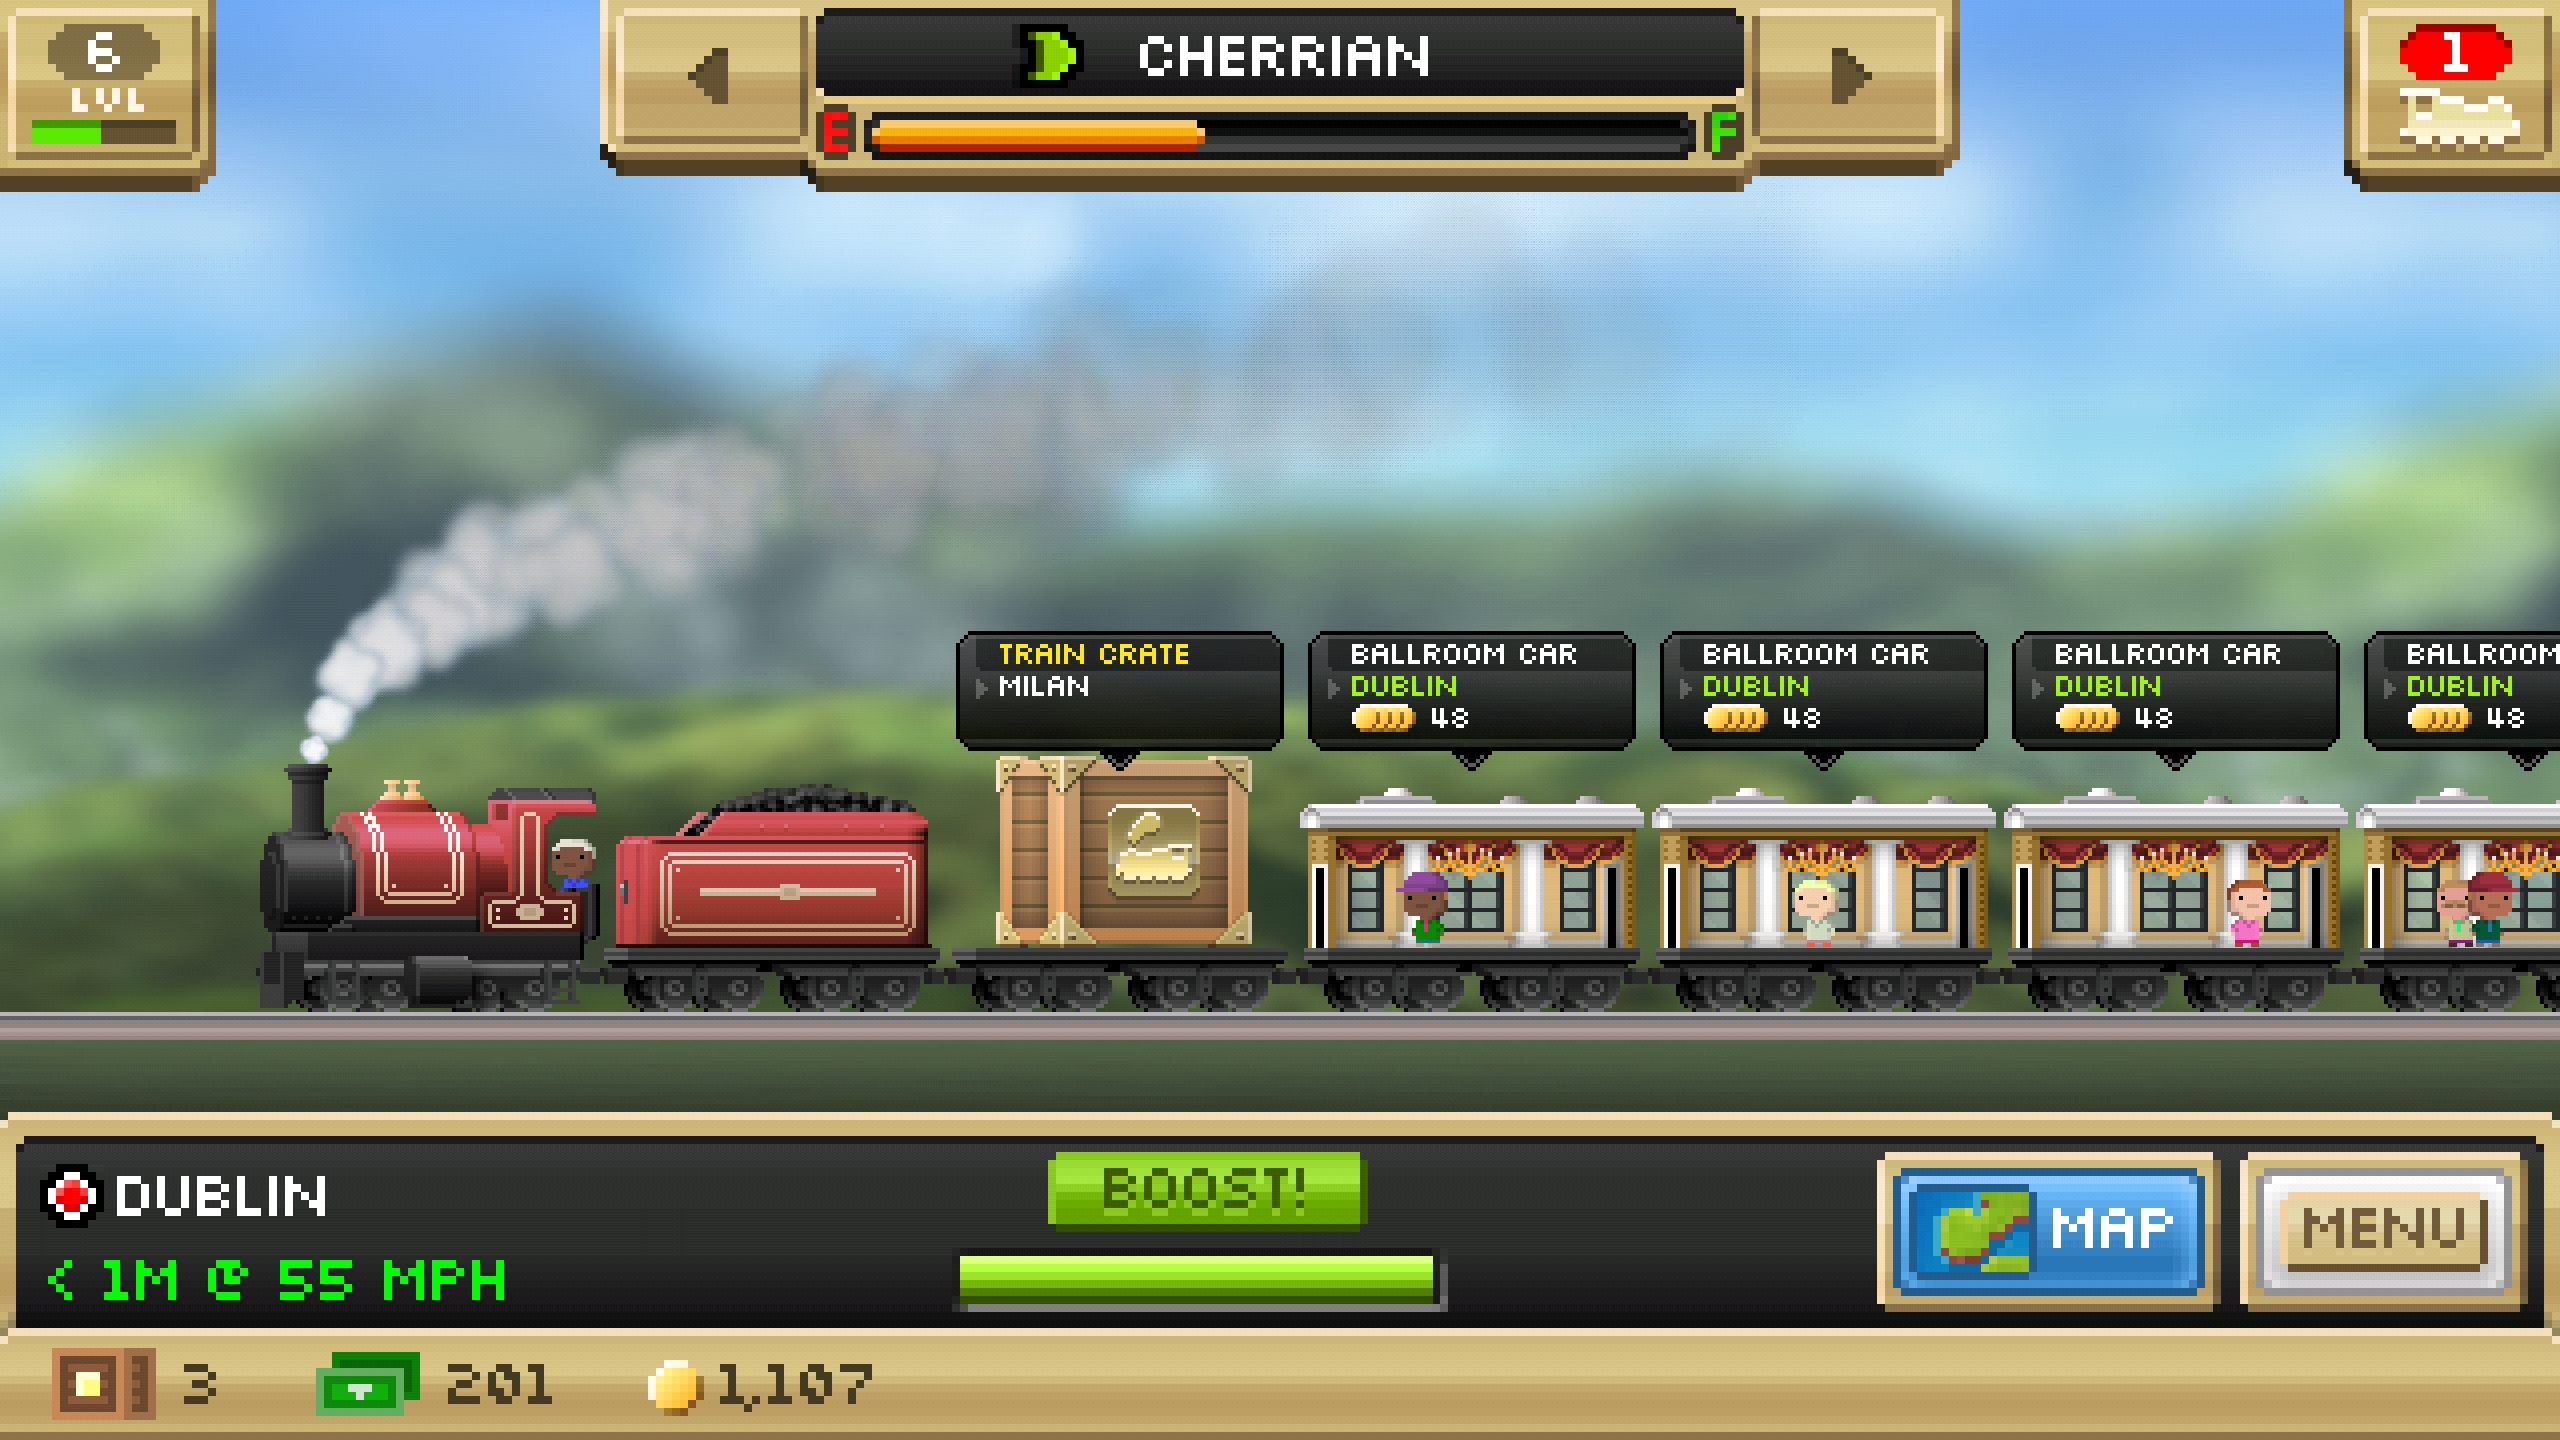 6
LVL
CHERRIAN
E
F
1
TRAIN CRATE
MILAN
BALLROOM CAR
DUBLIN
48
BALLROOM CAR
DUBLIN
48
BALLROOM CAR
DUBLIN
48
BALLROOM
DUBLIN
48
DUBLIN
< 1M @ 55 MPH
BOOST!
MAP
MENU
3
201
1,107